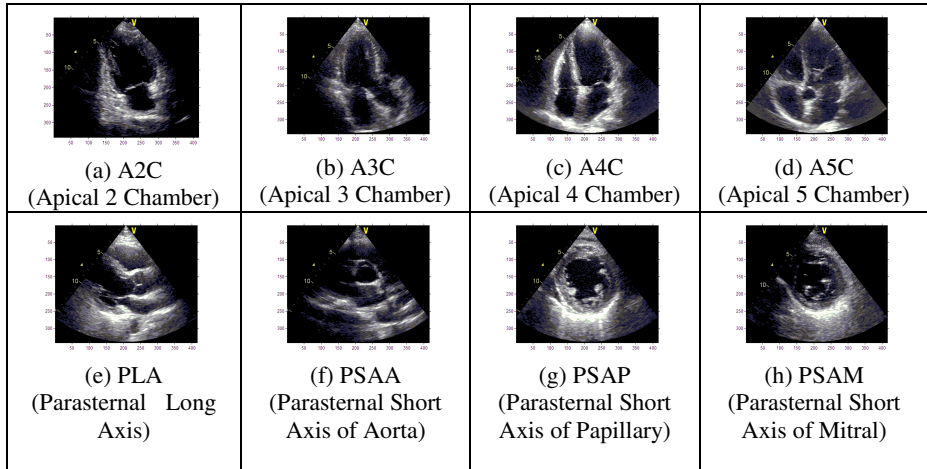 V
V
V
V
(a) A2C
(Apical 2 Chamber)
(b) A3C
(Apical 3 Chamber)
(c) A4C
(Apical 4 Chamber)
(d) A5C
(Apical 5 Chamber)
V
V
V
V
(e) PLA
(Parasternal Long
Axis)
(f) PSAA
(Parasternal Short
Axis of Aorta)
(g) PSAP
(Parasternal Short
Axis of Papillary)
(h) PSAM
(Parasternal Short
Axis of Mitral)